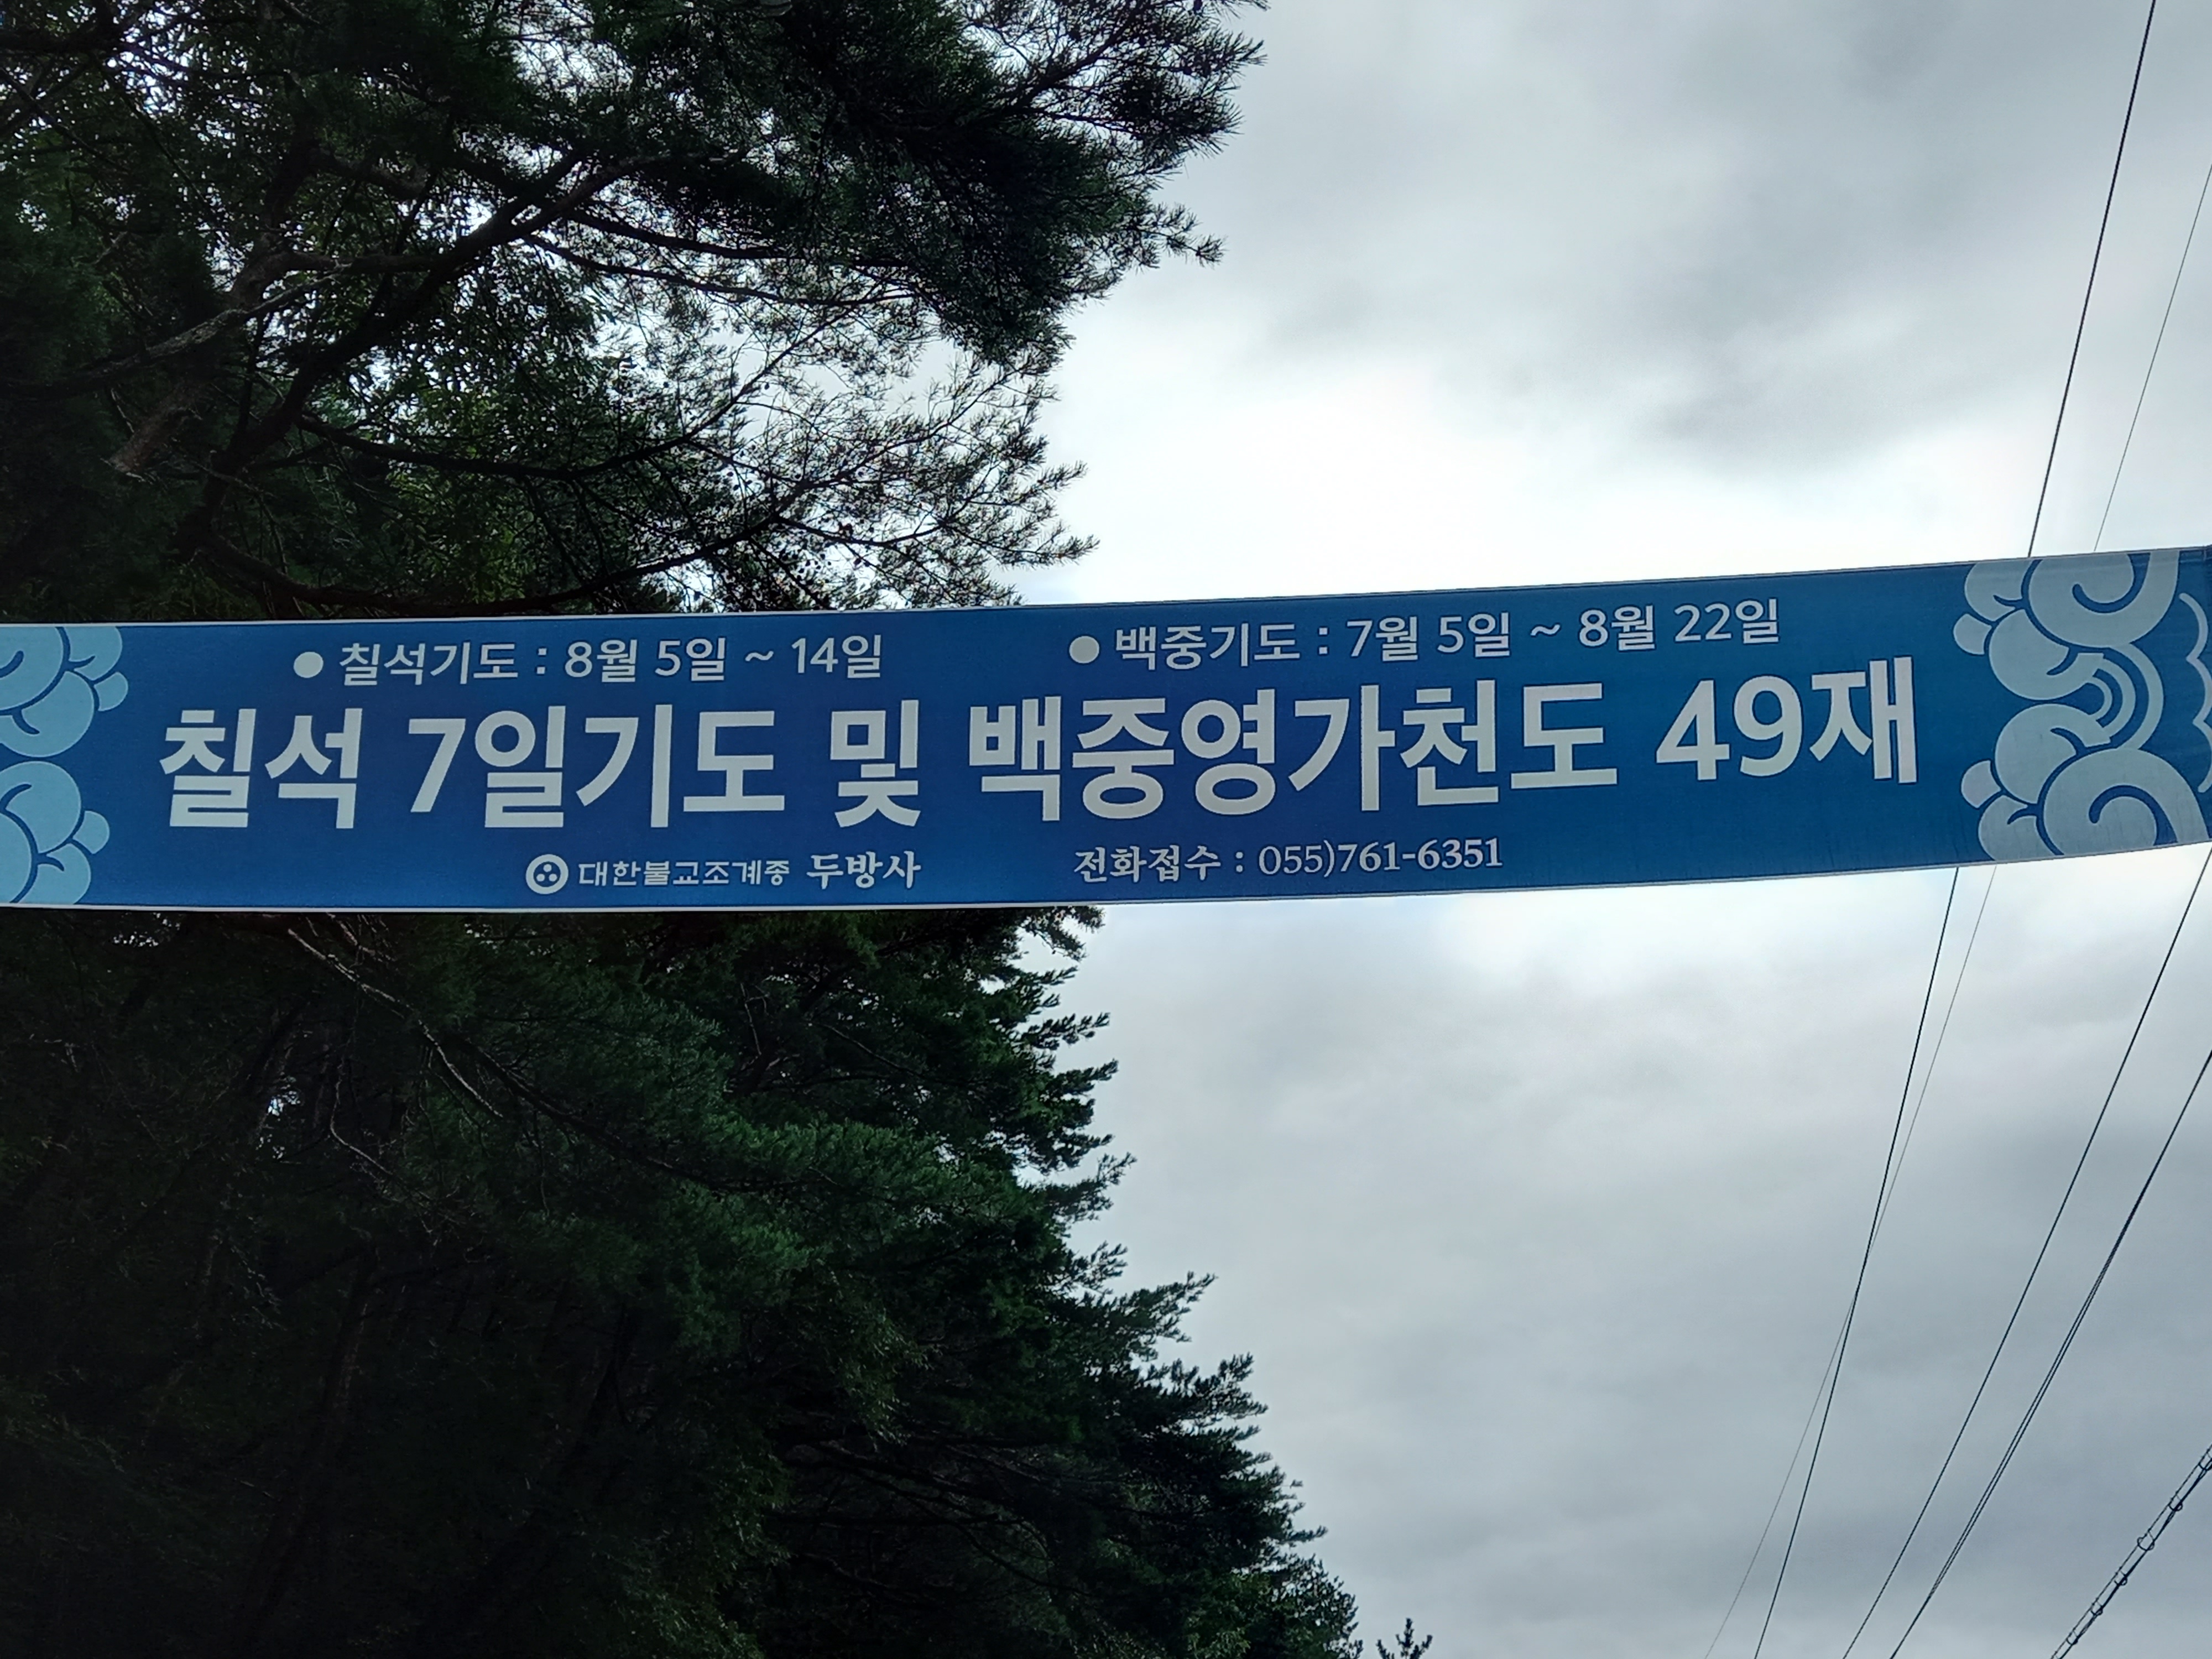 ● 칠석기도 : 8월 5일 ~ 14일 ● 백중기도 : 7월 5일 ~ 8월 22일
칠석 7일기도 및 백중영가천도 49재
대한불교조계종 두방사 전화접수 : 055)761-6351